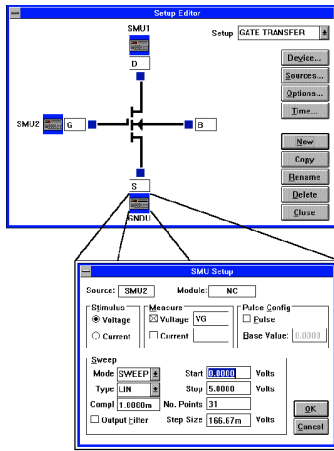 Setup Editor
SMU1
Setup GATE TRANSFER
D
Device...
Sources...
Options...
Time...
SMU2 G B
New
Copy
Rename
S
Delete
GNDU
Close
SMU Setup
Source: SMU2 Module: NC
Stimulus Measure Pulse Config
Voltage Voltage VG Pulse
Current Current Base Value: 0.0000
Sweep
Mode SWEEP Start 0.0000 Volts
Type LIN Stop 5.0000 Volts
Compl 1.0000m No. Points 31 OK
Output Filter Step Size 166.67m Volts Cancel